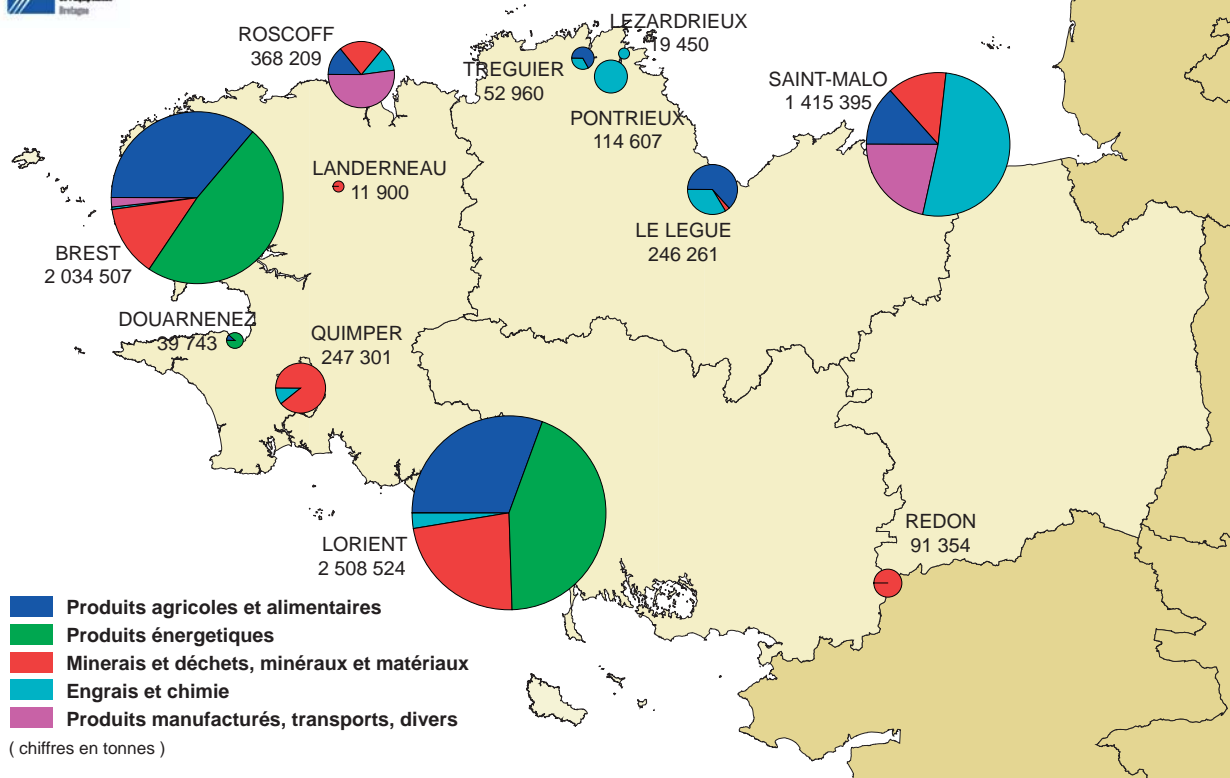 Bretagne
ROSCOFF
368 209
LEZARDRIEUX
19 450
TREGUIER
52 960
PONTRIEUX
114 607
SAINT-MALO
1 415 395
LANDERNEAU
11 900
LE LEGUE
246 261
BREST
2 034 507
DOUARNENEZ
39 743
QUIMPER
247 301
LORIENT
2 508 524
REDON
91 354
Produits agricoles et alimentaires
Produits énergetiques
Minerais et déchets, minéraux et matériaux
Engrais et chimie
Produits manufacturés, transports, divers
( chiffres en tonnes )